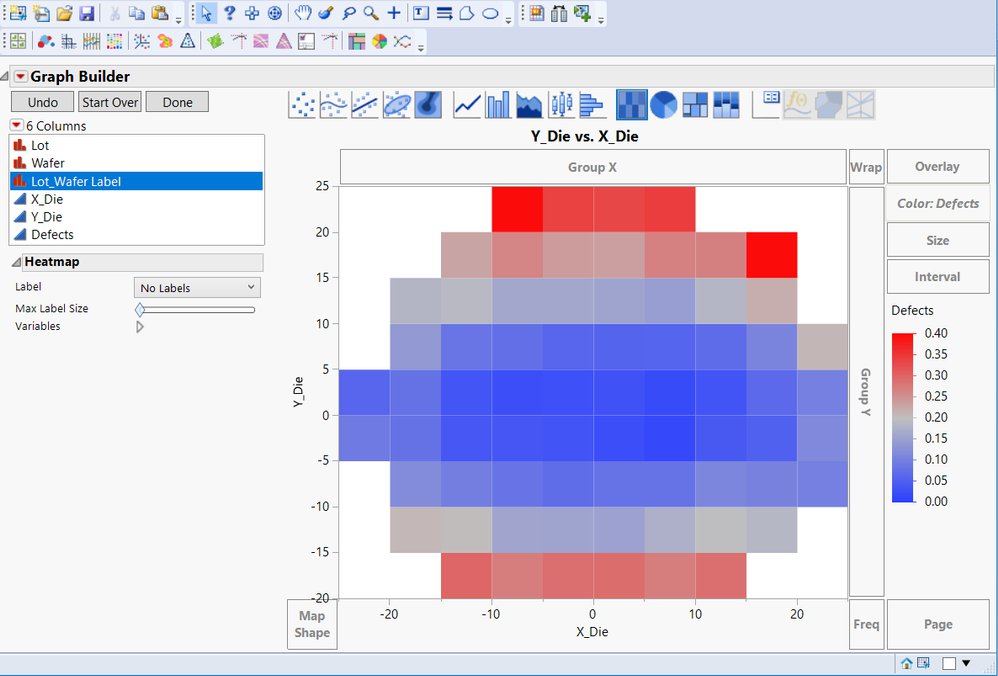 Graph Builder
Undo
Start Over
Done
6 Columns
Lot
Wafer
Lot_Wafer Label
X_Die
Y_Die
Defects
Heatmap
Label
No Labels
Max Label Size
Variables
Y_Die vs. X_Die
Group X
Wrap
Overlay
Color: Defects
Size
Interval
Defects
0.40
0.35
0.30
0.25
0.20
0.15
0.10
0.05
0.00
25
20
15
10
5
0
-5
-10
-15
-20
Y_Die
Group Y
-20
-10
0
10
20
X_Die
Map
Shape
Freq
Page